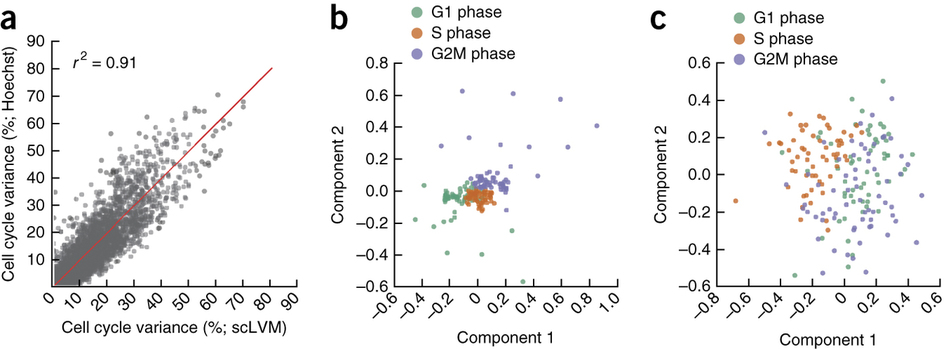 a
r² = 0.91
Cell cycle variance (%; Hoechst)
90
80
70
60
50
40
30
20
10
0 10 20 30 40 50 60 70 80 90
Cell cycle variance (%; scLVM)
b
G1 phase
S phase
G2M phase
Component 2
0.8
0.6
0.4
0.2
0.0
−0.2
−0.4
−0.6
−0.6 −0.4 −0.2 0 0.2 0.4 0.6 0.8 1.0
Component 1
c
G1 phase
S phase
G2M phase
Component 2
0.6
0.4
0.2
0.0
−0.2
−0.4
−0.6
−0.8 −0.6 −0.4 −0.2 0 0.2 0.4 0.6
Component 1